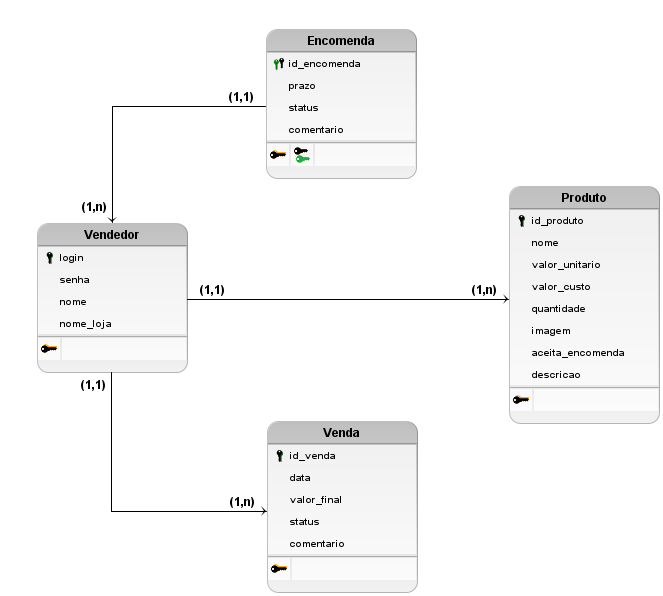 Encomenda
id_encomenda
prazo
status
comentario
(1,1)
(1,n)
Vendedor
login
senha
nome
nome_loja
(1,1)
(1,n)
Produto
id_produto
nome
valor_unitario
valor_custo
quantidade
imagem
aceita_encomenda
descricao
(1,1)
(1,n)
Venda
id_venda
data
valor_final
status
comentario